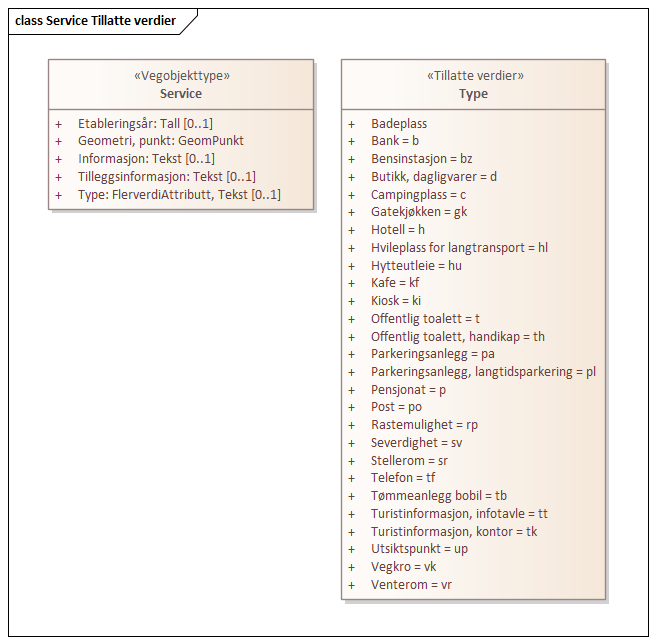 class Service Tillatte verdier
«Vegobjekttype»
Service
+ Etableringsår: Tall [0..1]
+ Geometri, punkt: GeomPunkt
+ Informasjon: Tekst [0..1]
+ Tilleggsinformasjon: Tekst [0..1]
+ Type: FlerverdiAttributt, Tekst [0..1]
«Tillatte verdier»
Type
+ Badeplass
+ Bank = b
+ Bensinstasjon = bz
+ Butikk, dagligvarer = d
+ Campingplass = c
+ Gatekjøkken = gk
+ Hotell = h
+ Hvileplass for langtransport = hl
+ Hytteutleie = hu
+ Kafe = kf
+ Kiosk = ki
+ Offentlig toalett = t
+ Offentlig toalett, handikap = th
+ Parkeringsanlegg = pa
+ Parkeringsanlegg, langtidsparkering = pl
+ Pensjonat = p
+ Post = po
+ Rastemulighet = rp
+ Severdighet = sv
+ Stellerom = sr
+ Telefon = tf
+ Tømmeanlegg bobil = tb
+ Turistinformasjon, infotavle = tt
+ Turistinformasjon, kontor = tk
+ Utsiktspunkt = up
+ Vegkro = vk
+ Venterom = vr